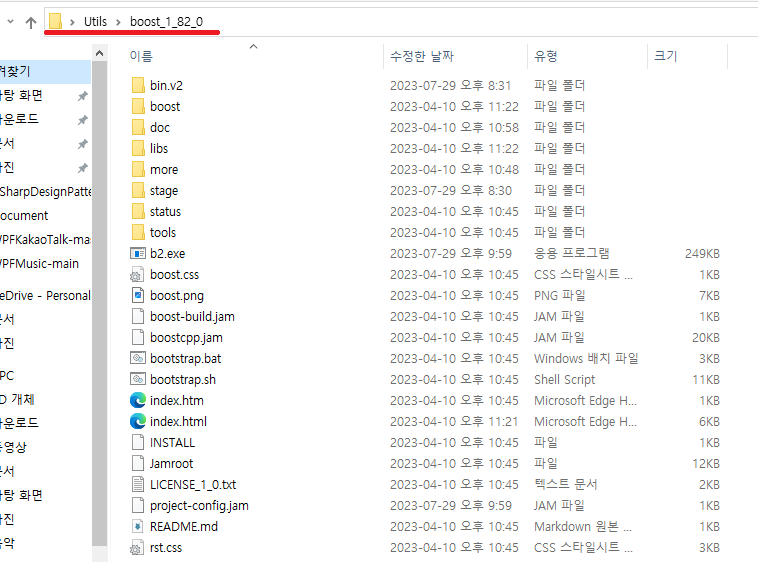 Utils > boost_1_82_0
이름 수정한 날짜 유형 크기
bin.v2 2023-07-29 오후 8:31 파일 폴더
boost 2023-04-10 오후 11:22 파일 폴더
doc 2023-04-10 오후 10:58 파일 폴더
libs 2023-04-10 오후 11:22 파일 폴더
more 2023-04-10 오후 10:48 파일 폴더
stage 2023-07-29 오후 8:30 파일 폴더
status 2023-04-10 오후 10:45 파일 폴더
tools 2023-04-10 오후 10:45 파일 폴더
b2.exe 2023-07-29 오후 9:59 응용 프로그램 249KB
boost.css 2023-04-10 오후 10:45 CSS 스타일시트 ... 1KB
boost.png 2023-04-10 오후 10:45 PNG 파일 7KB
boost-build.jam 2023-04-10 오후 10:45 JAM 파일 1KB
boostcpp.jam 2023-04-10 오후 10:45 JAM 파일 20KB
bootstrap.bat 2023-04-10 오후 10:45 Windows 배치 파일 3KB
bootstrap.sh 2023-04-10 오후 10:45 Shell Script 11KB
index.htm 2023-04-10 오후 10:45 Microsoft Edge H... 1KB
index.html 2023-04-10 오후 11:21 Microsoft Edge H... 6KB
INSTALL 2023-04-10 오후 10:45 파일 1KB
Jamroot 2023-04-10 오후 10:45 파일 12KB
LICENSE_1_0.txt 2023-04-10 오후 10:45 텍스트 문서 2KB
project-config.jam 2023-07-29 오후 9:59 JAM 파일 1KB
README.md 2023-04-10 오후 10:45 Markdown 원본 ... 1KB
rst.css 2023-04-10 오후 10:45 CSS 스타일시트 ... 3KB
겨찾기
탕 화면
운로드
문서
진
SharpDesignPatte
ocument
PFKakaoTalk-mas
PFMusic-main
eDrive - Personal
문서
진
PC
D 개체
운로드
동영상
문서
탕 화면
진
음악